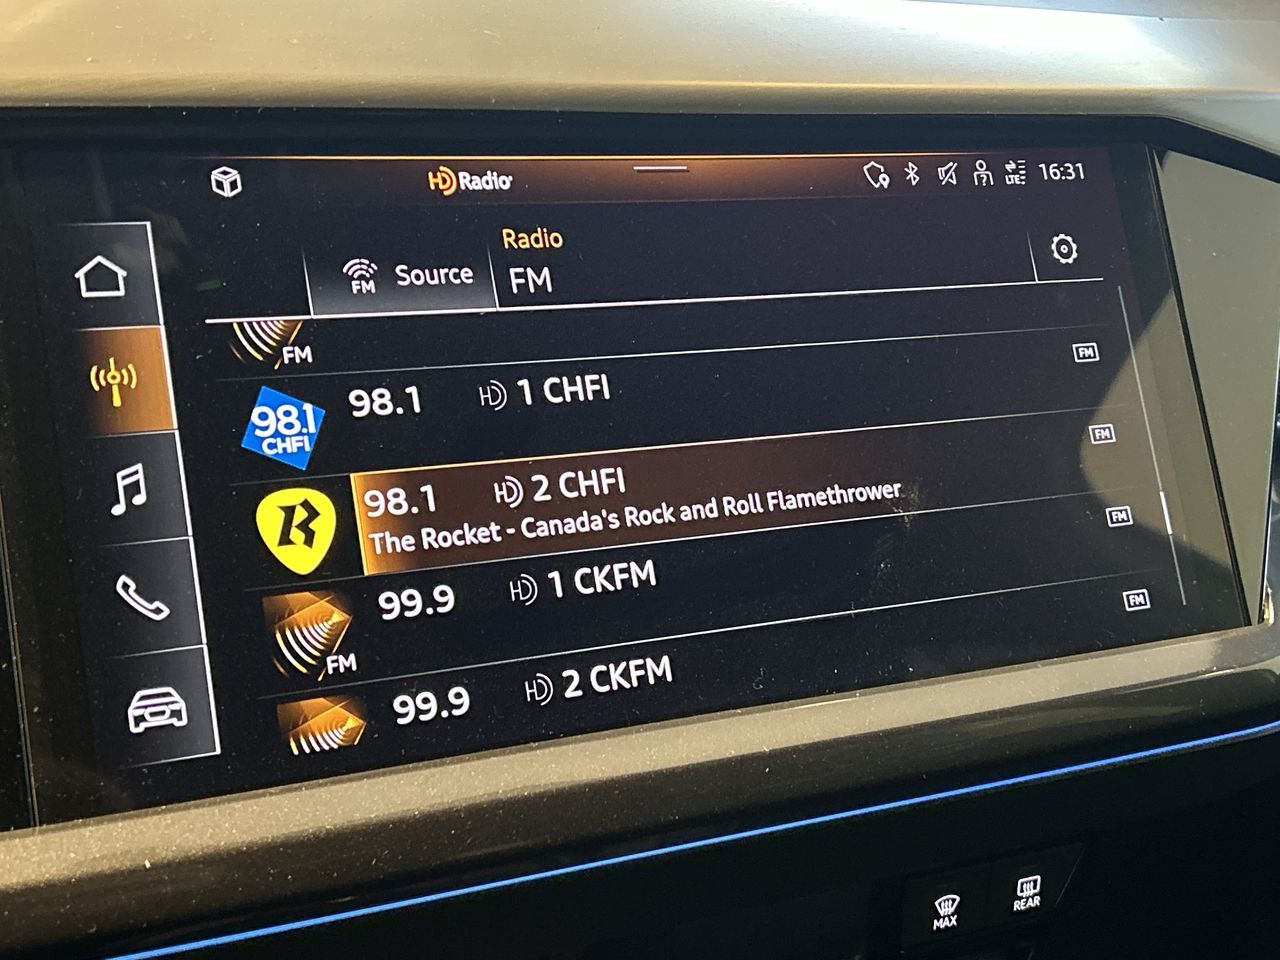 HD Radio
LTE
16:31
FM Source
Radio
FM
FM
98.1 CHFI
98.1 HD 1 CHFI
FM
98.1 HD 2 CHFI
FM
The Rocket - Canada's Rock and Roll Flamethrower
R
99.9 HD 1 CKFM
FM
FM
99.9 HD 2 CKFM
FM
MAX
REAR